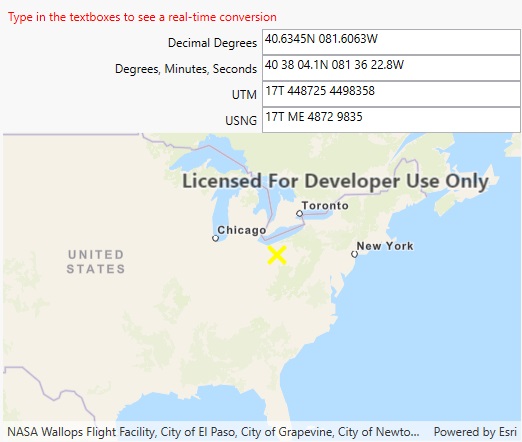 Type in the textboxes to see a real-time conversion
Decimal Degrees 40.6345N 081.6063W
Degrees, Minutes, Seconds 40 38 04.1N 081 36 22.8W
UTM 17T 448725 4498358
USNG 17T ME 4872 9835
Licensed For Developer Use Only
Toronto
Chicago
New York
UNITED
STATES
NASA Wallops Flight Facility, City of El Paso, City of Grapevine, City of Newto... Powered by Esri